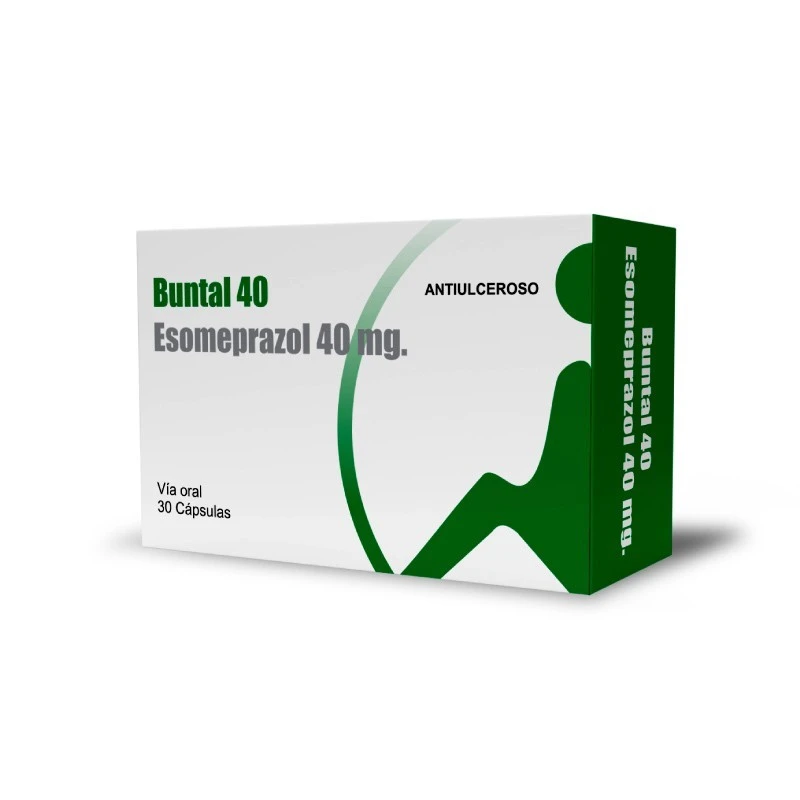 Buntal 40
Esomeprazol 40 mg.
ANTIULCEROSO
Vía oral
30 Cápsulas
Buntal 40
Esomeprazol 40 mg.